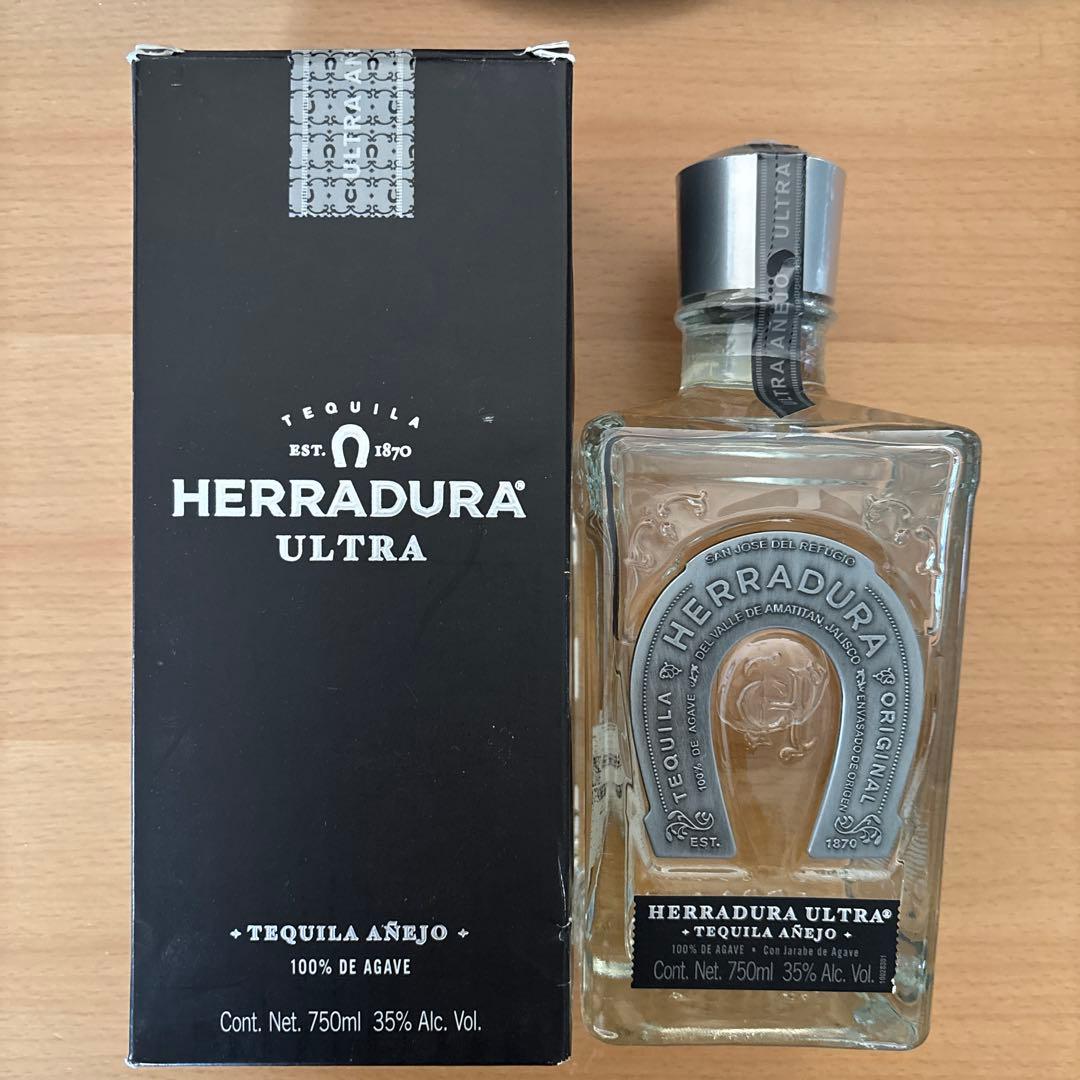 ULTRA AÑ
TEQUILA
EST. 1870
HERRADURA®
ULTRA
TEQUILA AÑEJO
100% DE AGAVE
Cont. Net. 750ml 35% Alc. Vol.
ULTRA
ULTRA AÑEJO
SAN JOSE DEL REFUGIO
HERRADURA
DEL VALLE DE AMATITAN, JALISCO
TEQUILA
100% DE AGAVE
ENVASADO DE ORIGEN
ORIGINAL
EST. 1870
HERRADURA ULTRA®
TEQUILA AÑEJO
100% DE AGAVE • Con Jarabe de Agave
Cont. Net. 750ml 35% Alc. Vol.